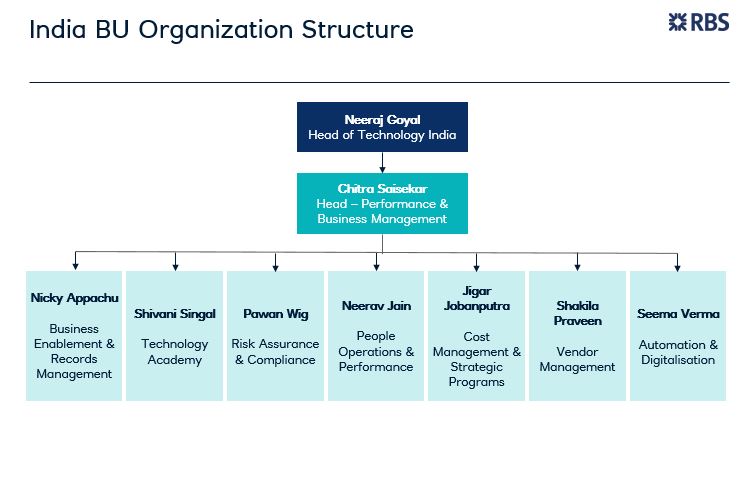 India BU Organization Structure
RBS
Neeraj Goyal
Head of Technology India
Chitra Saisekar
Head – Performance &
Business Management
Nicky Appachu
Business
Enablement &
Records
Management
Shivani Singal
Technology
Academy
Pawan Wig
Risk Assurance
& Compliance
Neerav Jain
People
Operations &
Performance
Jigar
Jobanputra
Cost
Management &
Strategic
Programs
Shakila
Praveen
Vendor
Management
Seema Verma
Automation &
Digitalisation